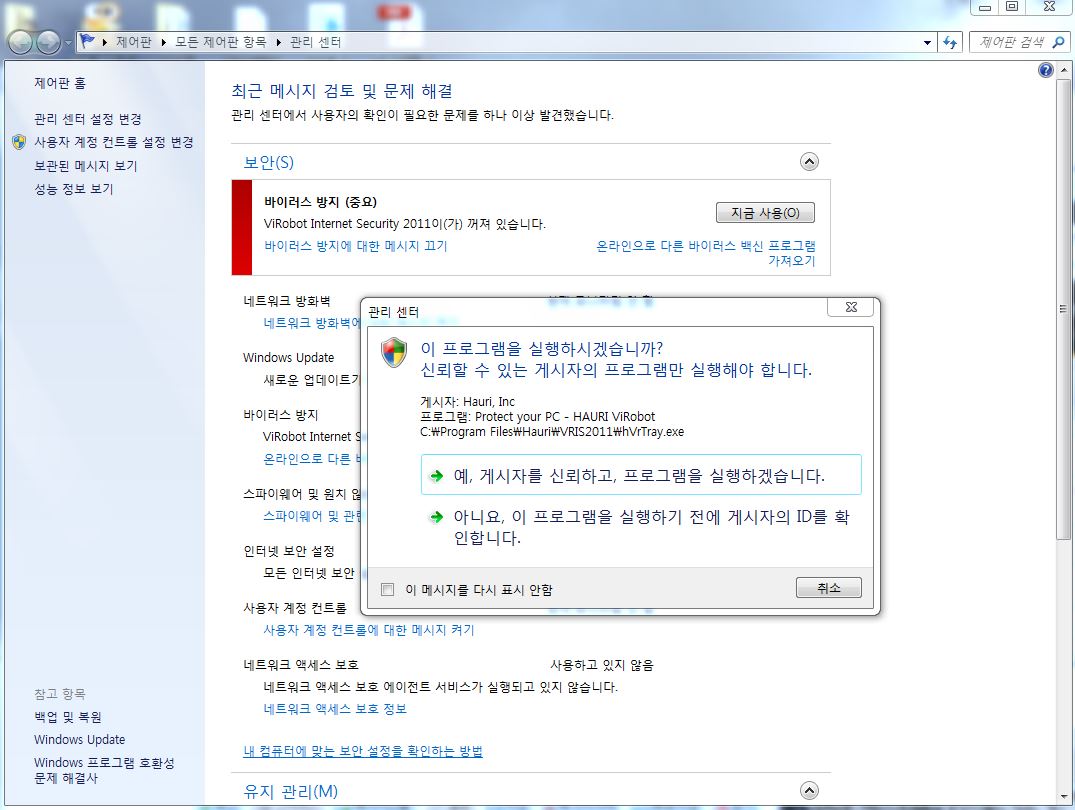 제어판 ▸ 모든 제어판 항목 ▸ 관리 센터
제어판 검색
제어판 홈
관리 센터 설정 변경
사용자 계정 컨트롤 설정 변경
보관된 메시지 보기
성능 정보 보기
최근 메시지 검토 및 문제 해결
관리 센터에서 사용자의 확인이 필요한 문제를 하나 이상 발견했습니다.
보안(S)
바이러스 방지 (중요)
ViRobot Internet Security 2011이(가) 꺼져 있습니다.
지금 사용(O)
바이러스 방지에 대한 메시지 끄기
온라인으로 다른 바이러스 백신 프로그램
가져오기
네트워크 방화벽
네트워크 방화벽에
Windows Update
새로운 업데이트가
바이러스 방지
ViRobot Internet S
온라인으로 다른
스파이웨어 및 원치 않
스파이웨어 및 관련
인터넷 보안 설정
모든 인터넷 보안
사용자 계정 컨트롤
사용자 계정 컨트롤에 대한 메시지 켜기
네트워크 액세스 보호
사용하고 있지 않음
네트워크 액세스 보호 에이전트 서비스가 실행되고 있지 않습니다.
네트워크 액세스 보호 정보
내 컴퓨터에 맞는 보안 설정을 확인하는 방법
유지 관리(M)
관리 센터
이 프로그램을 실행하시겠습니까?
신뢰할 수 있는 게시자의 프로그램만 실행해야 합니다.
게시자: Hauri, Inc
프로그램: Protect your PC - HAURI ViRobot
C:₩Program Files₩Hauri₩VRIS2011₩hVrTray.exe
예, 게시자를 신뢰하고, 프로그램을 실행하겠습니다.
아니요, 이 프로그램을 실행하기 전에 게시자의 ID를 확
인합니다.
이 메시지를 다시 표시 안함
취소
참고 항목
백업 및 복원
Windows Update
Windows 프로그램 호환성
문제 해결사